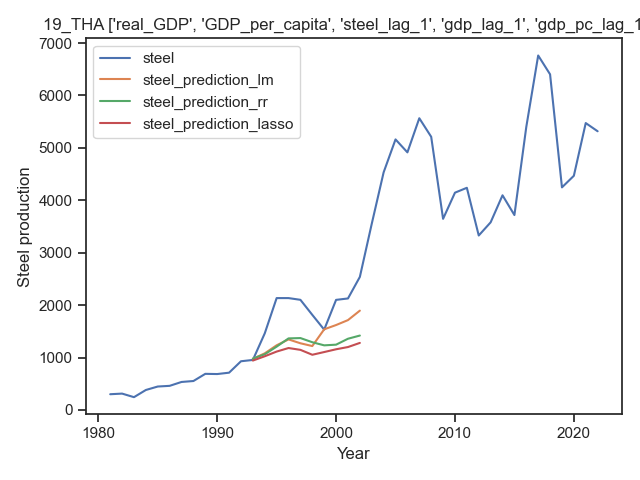 19_THA ['real_GDP', 'GDP_per_capita', 'steel_lag_1', 'gdp_lag_1', 'gdp_pc_lag_1
steel
steel_prediction_lm
steel_prediction_rr
steel_prediction_lasso
Steel production
7000
6000
5000
4000
3000
2000
1000
0
1980
1990
2000
2010
2020
Year